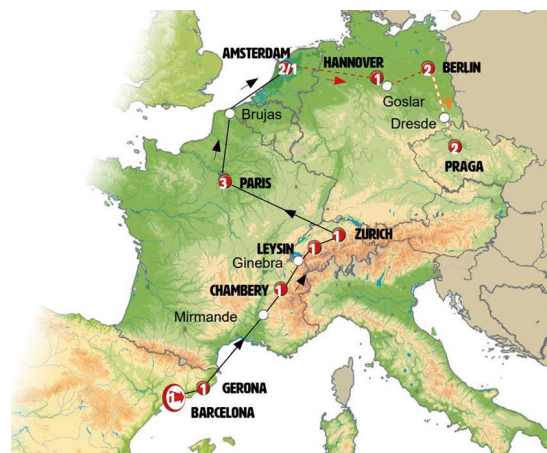 AMSTERDAM
2/1
HANNOVER
1
2
BERLIN
Goslar
Brujas
Dresde
2
PRAGA
3
PARIS
1
ZURICH
LEYSIN
1
Ginebra
CHAMBERY
1
Mirmande
1
GERONA
BARCELONA